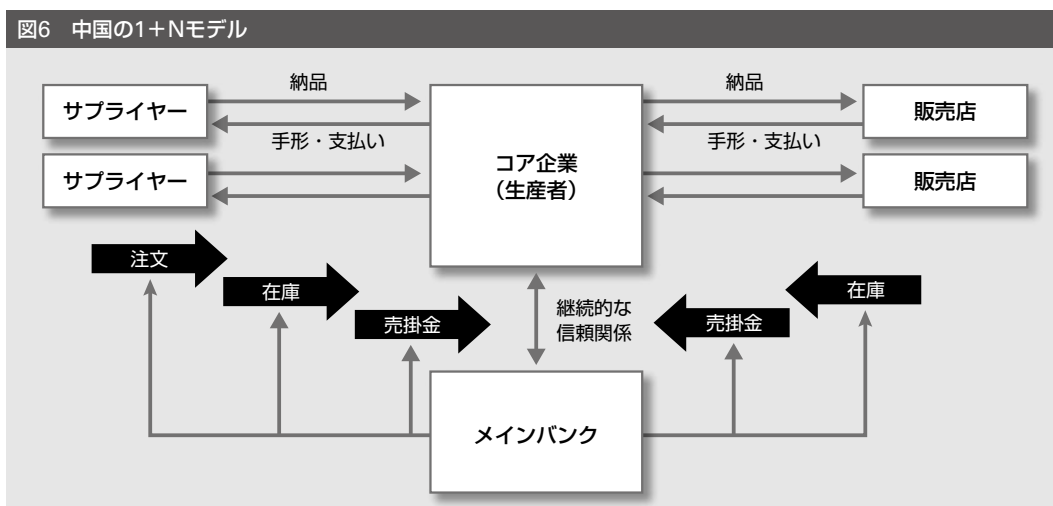 図6　中国の1＋Nモデル
サプライヤー
納品
手形・支払い
サプライヤー
コア企業
（生産者）
納品
手形・支払い
販売店
販売店
注文
在庫
売掛金
継続的な
信頼関係
売掛金
在庫
メインバンク